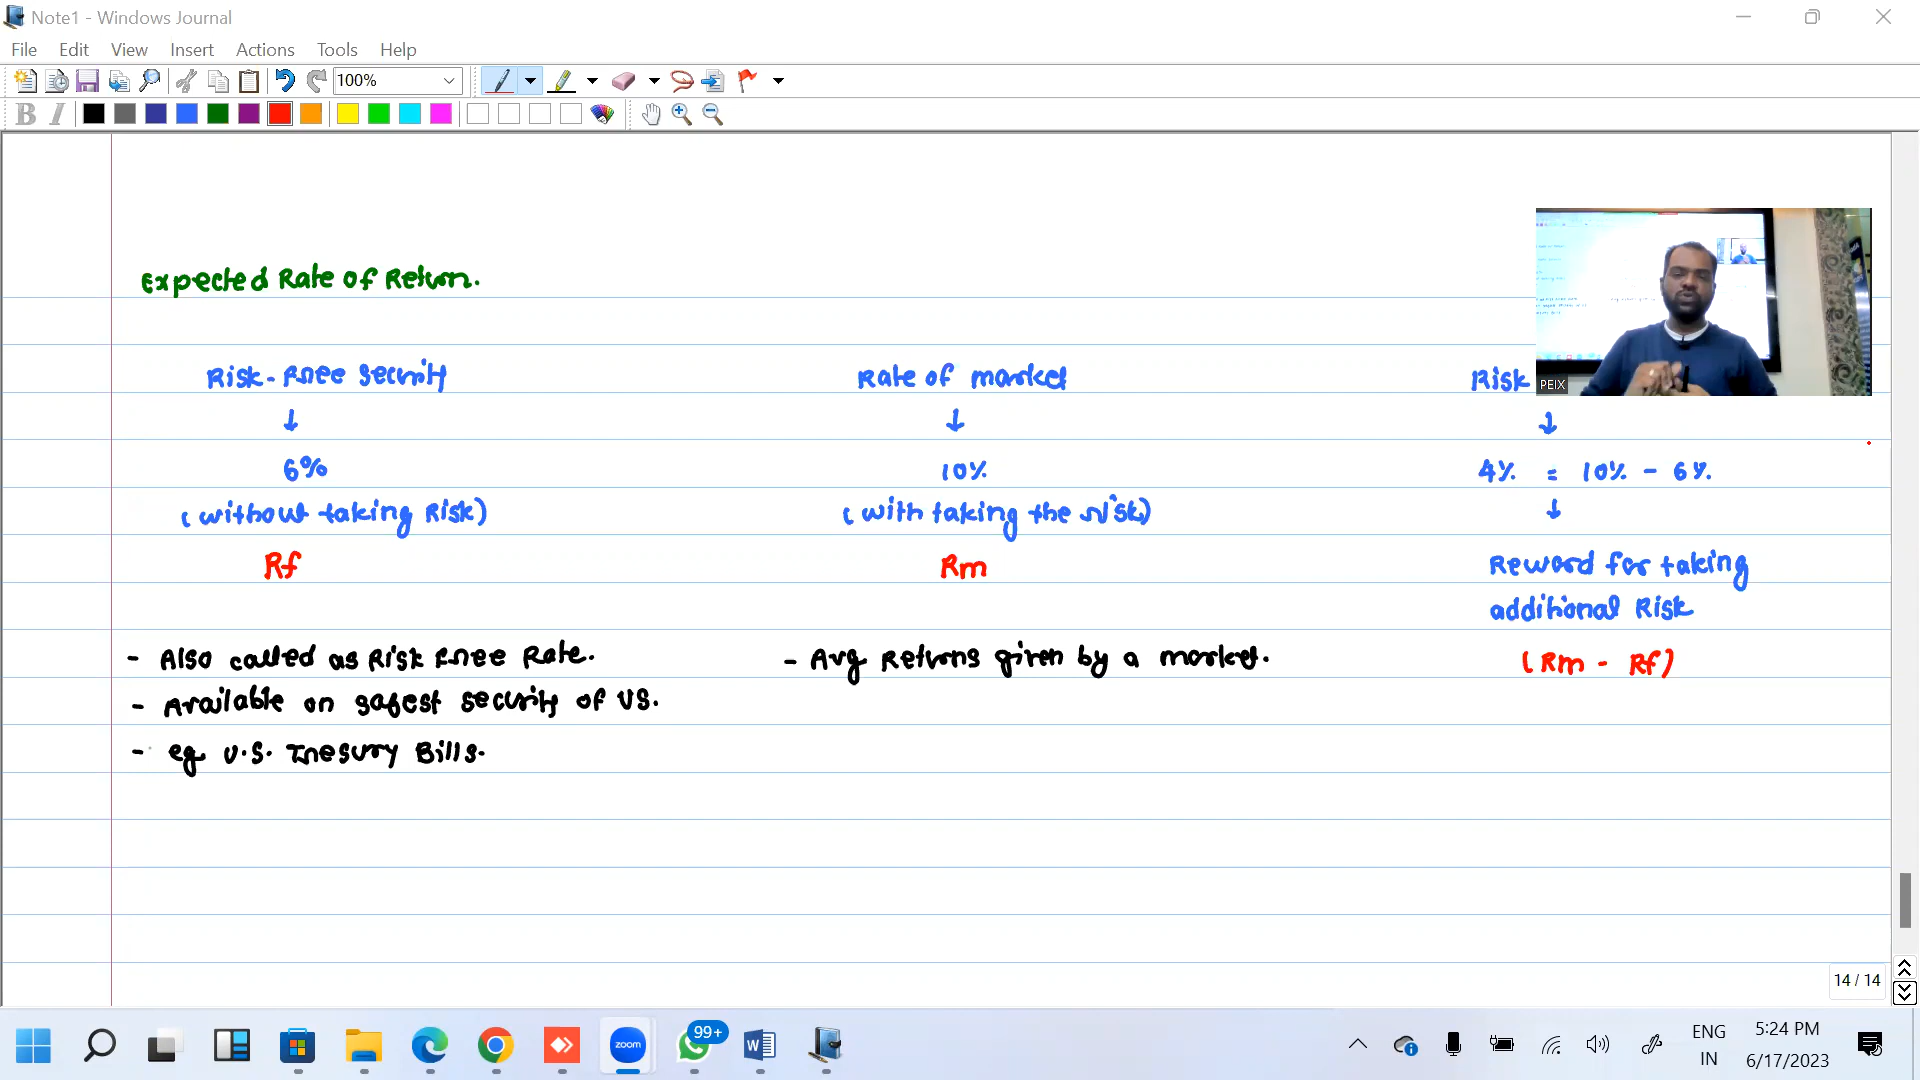 Note1 - Windows Journal
File Edit View Insert Actions Tools Help
100%
B I
Expected Rate of Return.
Risk-Free Security
Rate of market
Risk
PEIX
6%
10%
4% = 10% - 6%
(without taking Risk)
(with taking the risk)
Rf
Rm
Reward for taking
additional Risk
(Rm - Rf)
- Also called as Risk Free Rate.
- Avg Returns given by a market.
- Available on safest security of US.
- eg U.S. Tresury Bills.
14 / 14
99+
zoom
ENG
IN
5:24 PM
6/17/2023